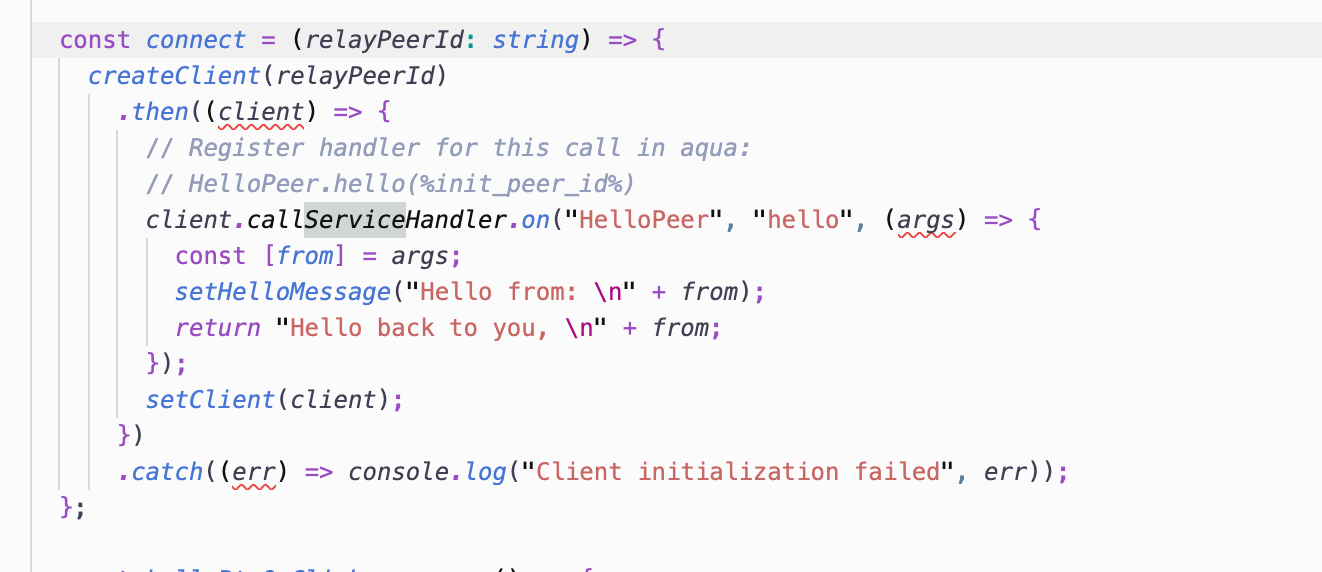 const connect = (relayPeerId: string) => {
createClient(relayPeerId)
.then((client) => {
// Register handler for this call in aqua:
// HelloPeer.hello(%init_peer_id%)
client.callServiceHandler.on("HelloPeer", "hello", (args) => {
const [from] = args;
setHelloMessage("Hello from: \n" + from);
return "Hello back to you, \n" + from;
});
setClient(client);
})
.catch((err) => console.log("Client initialization failed", err));
};